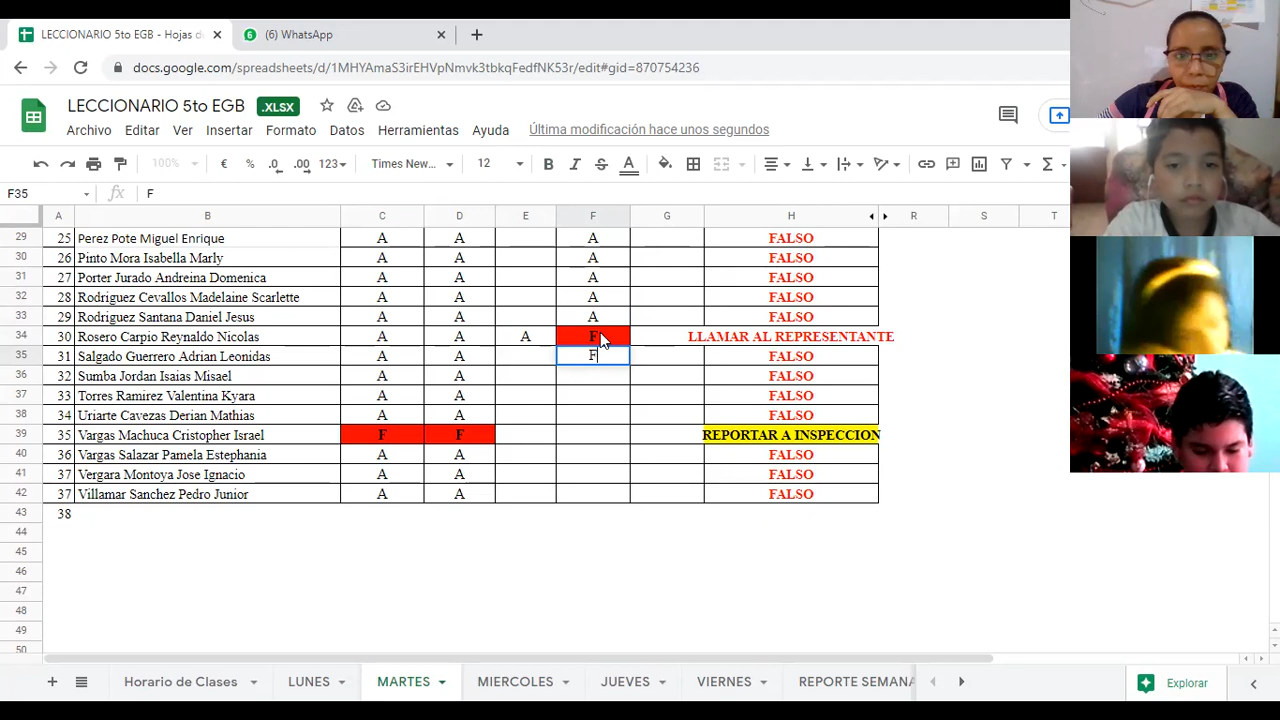 LECCIONARIO 5to EGB - Hojas de
6 (6) WhatsApp
docs.google.com/spreadsheets/d/1MHYAmaS3irEHVpNmvk3tbkqFedfNK53r/edit#gid=870754236
LECCIONARIO 5to EGB .XLSX
Archivo Editar Ver Insertar Formato Datos Herramientas Ayuda Última modificación hace unos segundos
100% € % .0 .00 123 Times New... 12 B I S A
F35 fx F
A B C D E F G H R S T
29 25 Perez Pote Miguel Enrique A A A FALSO
30 26 Pinto Mora Isabella Marly A A A FALSO
31 27 Porter Jurado Andreina Domenica A A A FALSO
32 28 Rodriguez Cevallos Madelaine Scarlette A A A FALSO
33 29 Rodriguez Santana Daniel Jesus A A A FALSO
34 30 Rosero Carpio Reynaldo Nicolas A A A F LLAMAR AL REPRESENTANTE
35 31 Salgado Guerrero Adrian Leonidas A A F FALSO
36 32 Sumba Jordan Isaias Misael A A FALSO
37 33 Torres Ramirez Valentina Kyara A A FALSO
38 34 Uriarte Cavezas Derian Mathias A A FALSO
39 35 Vargas Machuca Cristopher Israel F F REPORTAR A INSPECCION
40 36 Vargas Salazar Pamela Estephania A A FALSO
41 37 Vergara Montoya Jose Ignacio A A FALSO
42 37 Villamar Sanchez Pedro Junior A A FALSO
43 38
44
45
46
47
48
49
50
Horario de Clases LUNES MARTES MIERCOLES JUEVES VIERNES REPORTE SEMANA Explorar